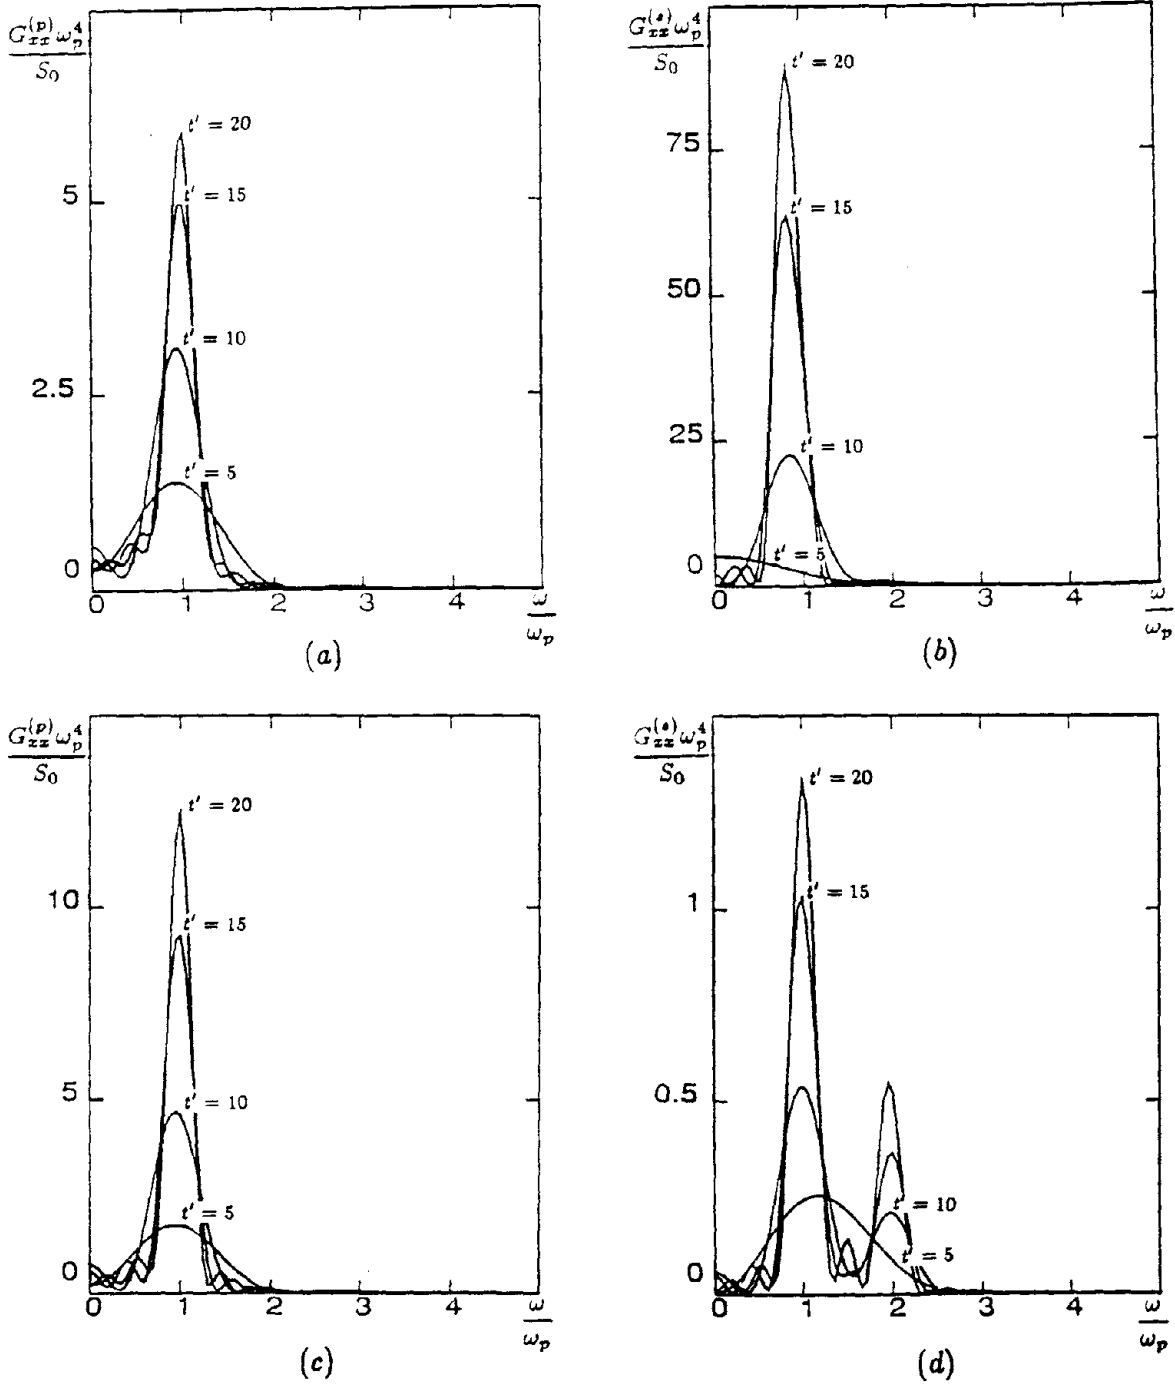 G_{xx}^{(p)} ω_p^4 / S_0
5
2.5
0
t' = 20
t' = 15
t' = 10
t' = 5
0 1 2 3 4 ω/ω_p
(a)
G_{xx}^{(s)} ω_p^4 / S_0
75
50
25
0
t' = 20
t' = 15
t' = 10
t' = 5
0 1 2 3 4 ω/ω_p
(b)
G_{xx}^{(p)} ω_p^4 / S_0
10
5
0
t' = 20
t' = 15
t' = 10
t' = 5
0 1 2 3 4 ω/ω_p
(c)
G_{xx}^{(s)} ω_p^4 / S_0
1
0.5
0
t' = 20
t' = 15
t' = 10
t' = 5
0 1 2 3 4 ω/ω_p
(d)